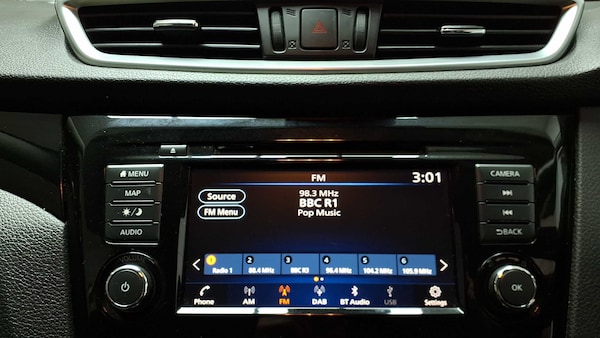 MENU
MAP
AUDIO
FM
3:01
Source
FM Menu
98.3 MHz
BBC R1
Pop Music
1 2 3 4 5 6
Radio 1 88.4 MHz BBC R3 96.4 MHz 104.2 MHz 105.9 MHz
Phone AM FM DAB BT Audio USB Settings
CAMERA
BACK
OK